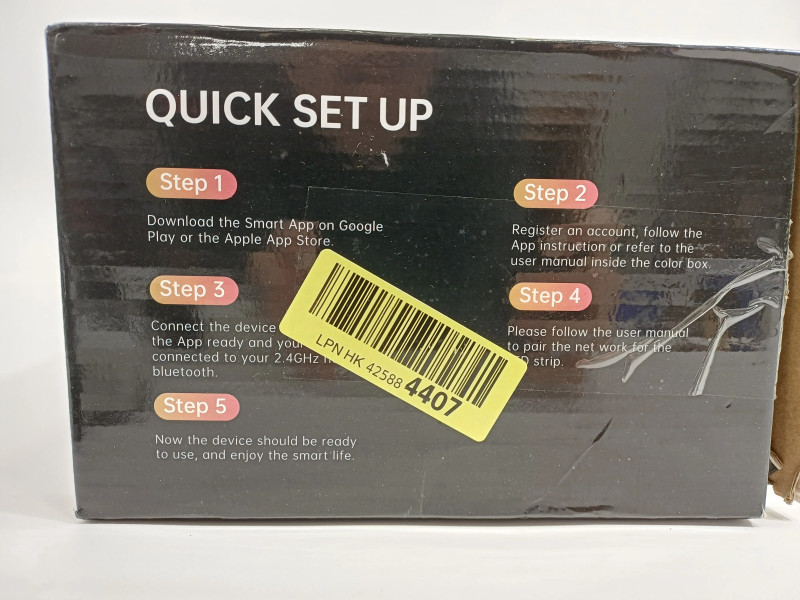 QUICK SET UP
Step 1
Download the Smart App on Google
Play or the Apple App Store.
Step 2
Register an account, follow the
App instruction or refer to the
user manual inside the color box.
Step 3
Connect the device
the App ready and
connected to your 2.4GHz
bluetooth.
Step 4
Please follow the user manual
to pair the net work for the
strip.
Step 5
Now the device should be ready
to use, and enjoy the smart life.
LPN HK 42588 4407